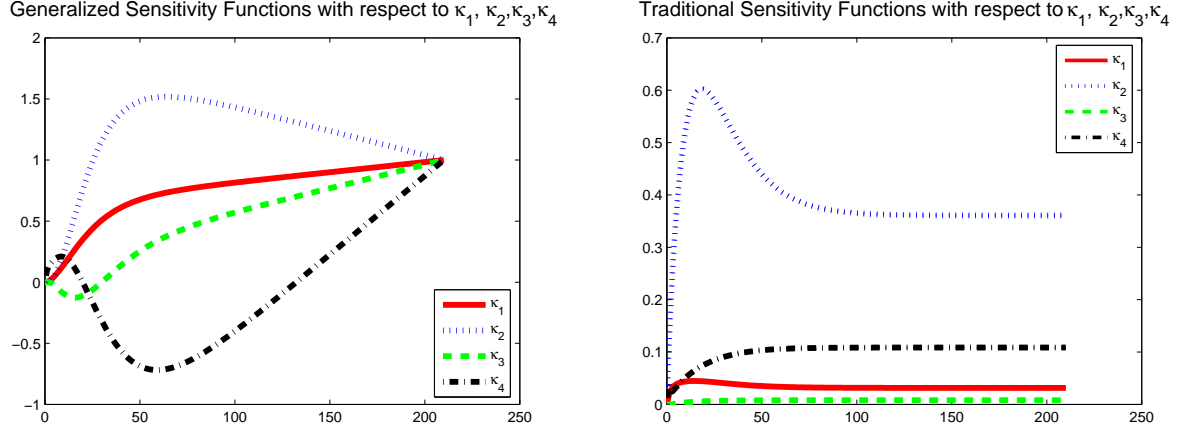 Generalized Sensitivity Functions with respect to κ₁, κ₂,κ₃,κ₄
2
1.5
1
0.5
0
−0.5
−1
0 50 100 150 200 250
κ₁
κ₂
κ₃
κ₄
Traditional Sensitivity Functions with respect to κ₁, κ₂,κ₃,κ₄
0.7
0.6
0.5
0.4
0.3
0.2
0.1
0
0 50 100 150 200 250
κ₁
κ₂
κ₃
κ₄